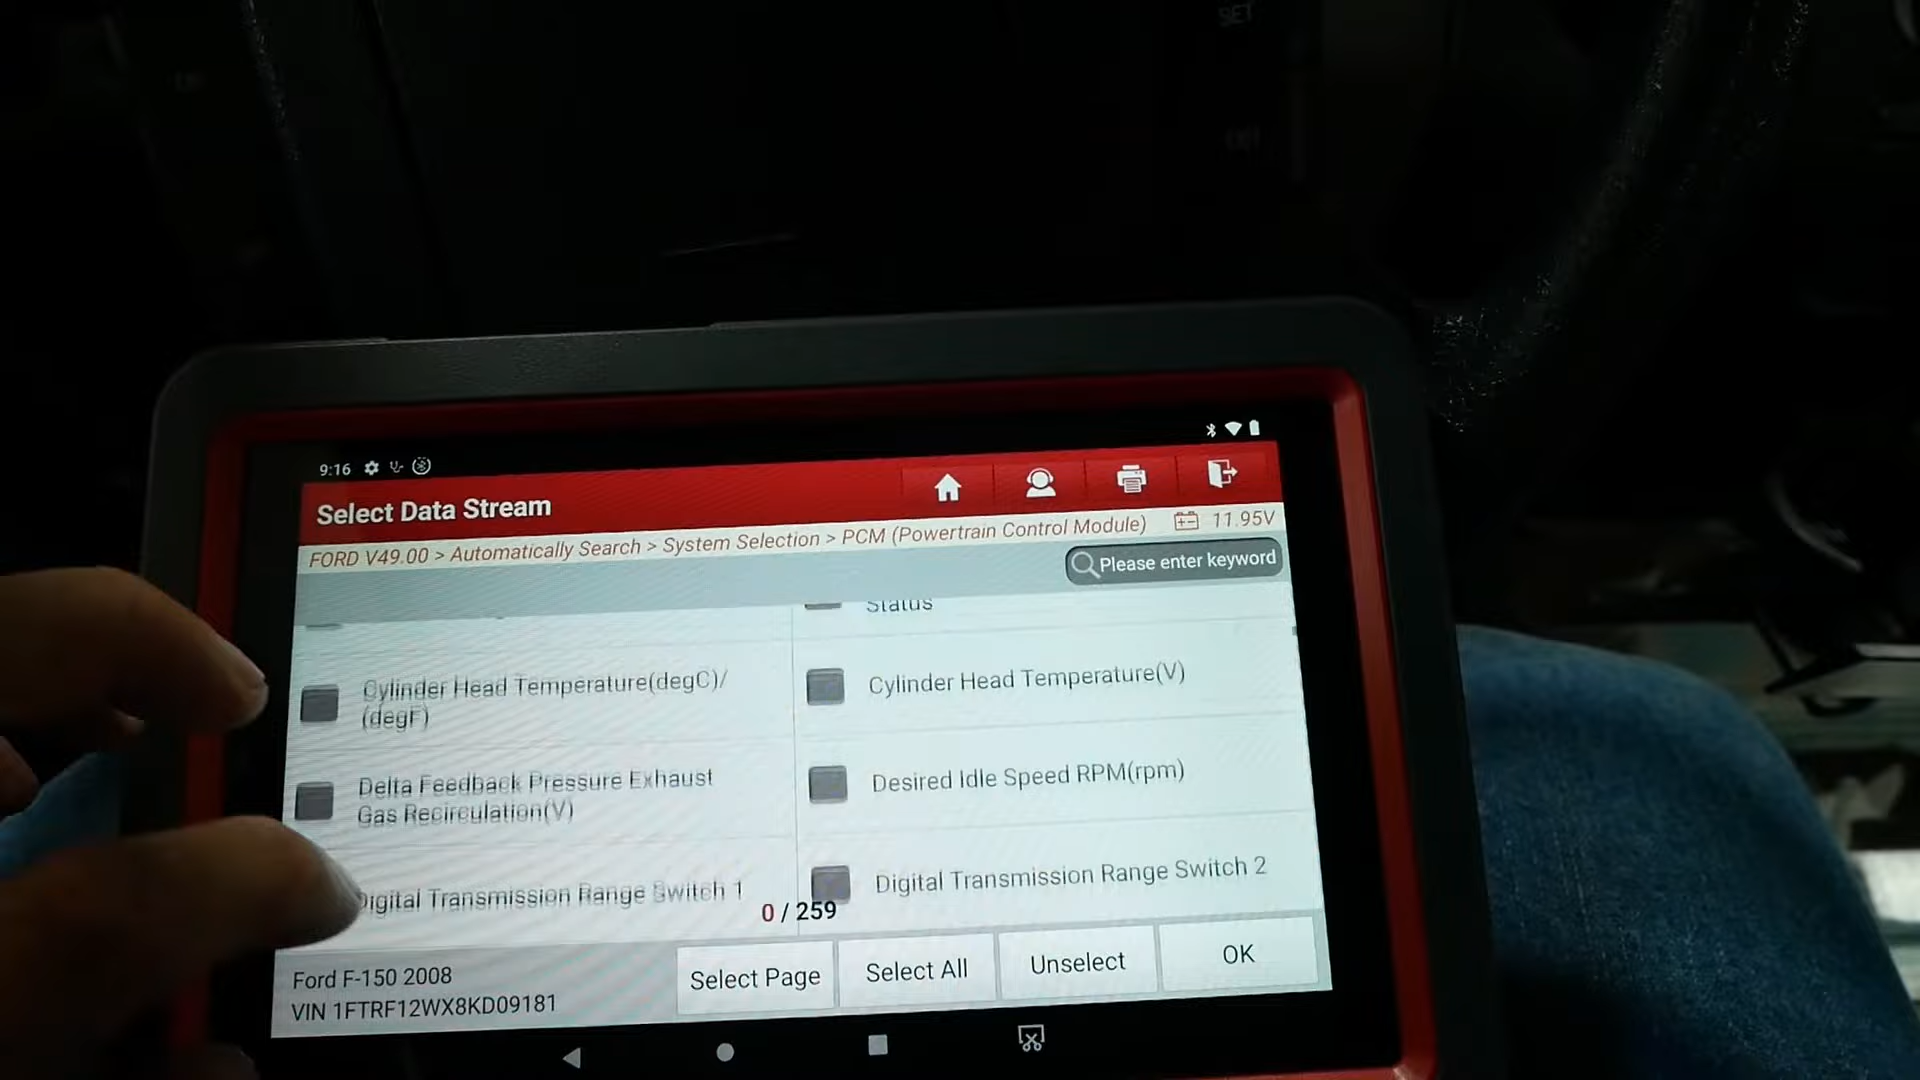 SET
9:16
Select Data Stream
FORD V49.00 > Automatically Search > System Selection > PCM (Powertrain Control Module)
11.95V
Please enter keyword
Status
Cylinder Head Temperature(degC)/
(degF)
Cylinder Head Temperature(V)
Delta Feedback Pressure Exhaust
Gas Recirculation(V)
Desired Idle Speed RPM(rpm)
Digital Transmission Range Switch 1
Digital Transmission Range Switch 2
0 / 259
Ford F-150 2008
VIN 1FTRF12WX8KD09181
Select Page
Select All
Unselect
OK